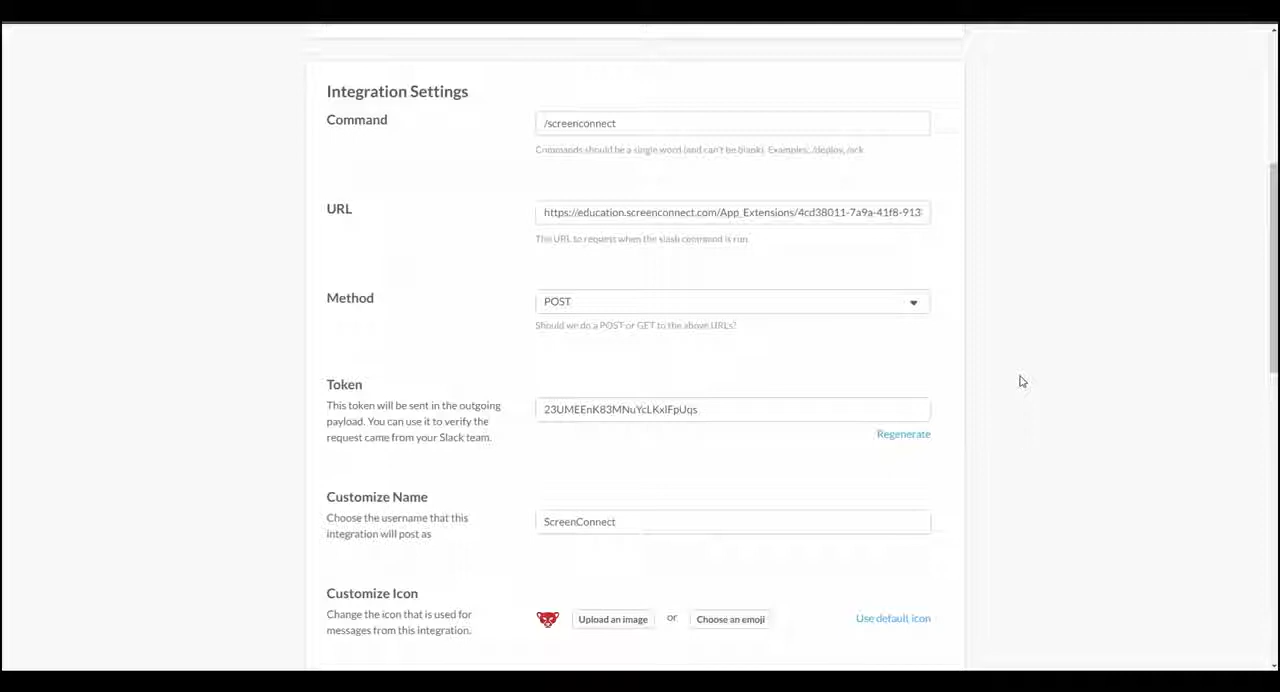 Integration Settings
Command
/screenconnect
Commands should be a single word (and can't be blank). Examples: /deploy, /ack
URL
https://education.screenconnect.com/App_Extensions/4cd38011-7a9a-41f8-913
The URL to request when the slash command is run
Method
POST
Should we do a POST or GET to the above URLs?
Token
This token will be sent in the outgoing
payload. You can use it to verify the
request came from your Slack team.
23UMEEnK83MNuYcLKxlFpUqs
Regenerate
Customize Name
Choose the username that this
integration will post as
ScreenConnect
Customize Icon
Change the icon that is used for
messages from this integration.
Upload an image
or
Choose an emoji
Use default icon